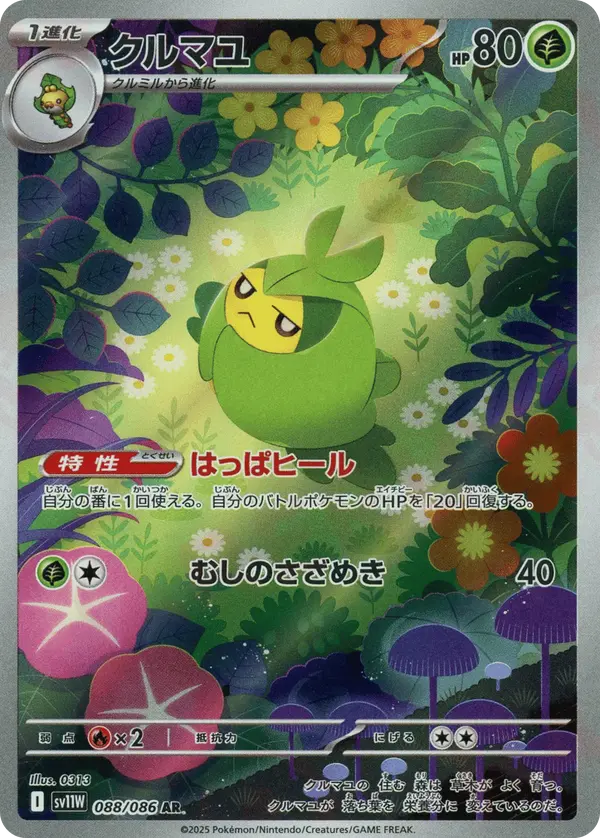 1進化
クルマユ
HP80
クルミルから進化
特性 とくせい
はっぱヒール
自分の番に1回使える。自分のバトルポケモンのHPを「20」回復する。
むしのさざめき 40
弱点 ×2 抵抗力 にげる
Illus. 0313
I sv11W 088/086 AR
クルマユの 住む 森は 草木が よく 育つ。
クルマユが 落ち葉を 栄養分に 変えているのだ。
©2025 Pokémon/Nintendo/Creatures/GAME FREAK.